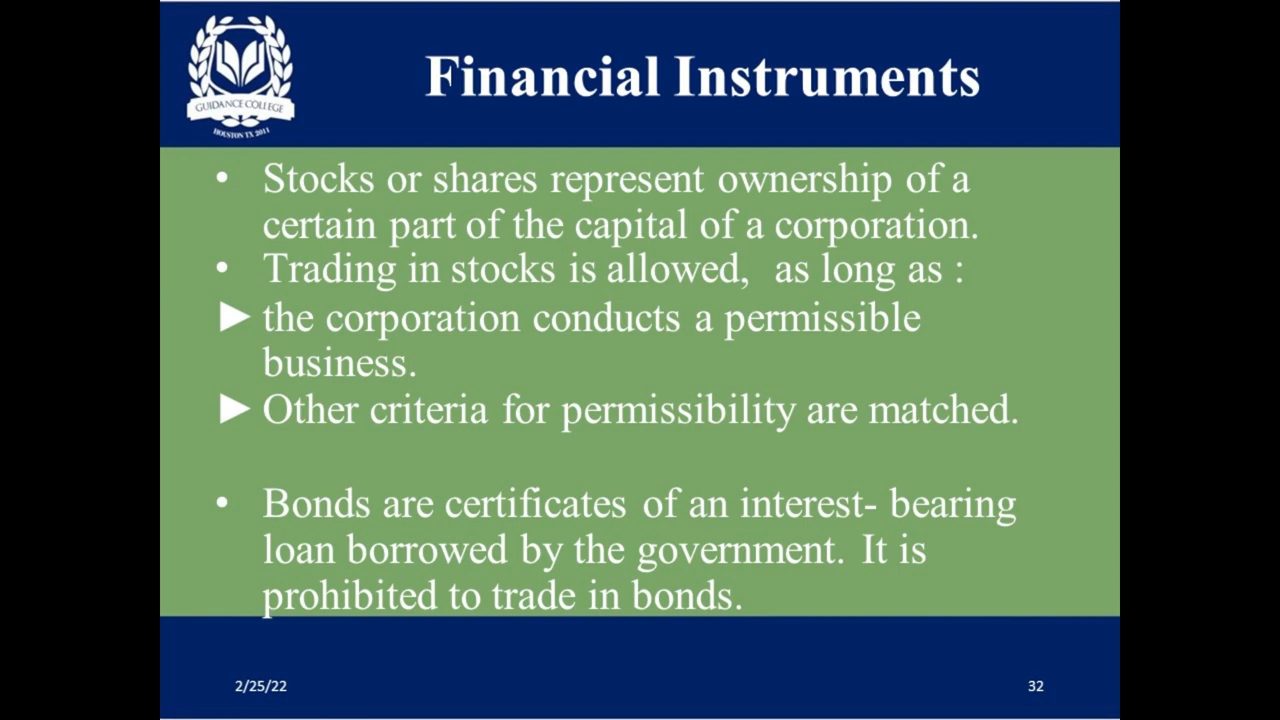 GUIDANCE COLLEGE
HOUSTON TX 2011
Financial Instruments
• Stocks or shares represent ownership of a
certain part of the capital of a corporation.
• Trading in stocks is allowed,  as long as :
► the corporation conducts a permissible
business.
► Other criteria for permissibility are matched.
• Bonds are certificates of an interest- bearing
loan borrowed by the government. It is
prohibited to trade in bonds.
2/25/22
32